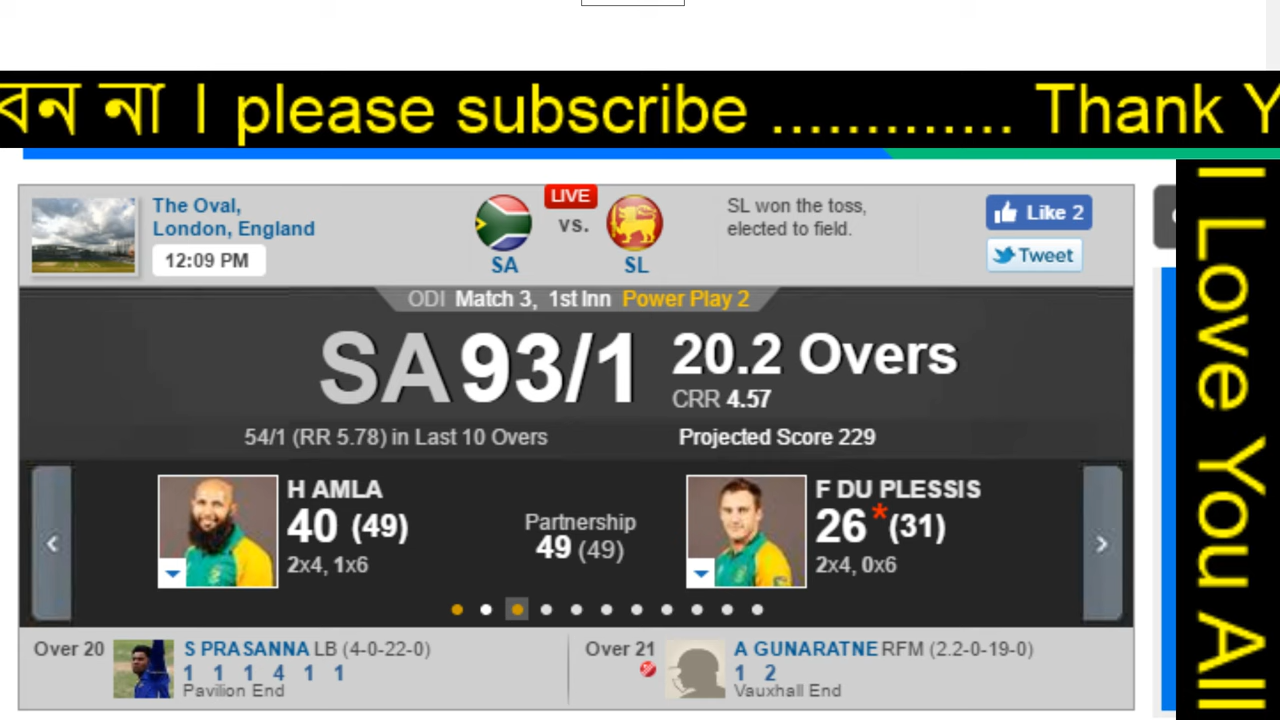 বন না I please subscribe ............. Thank Y
The Oval,
London, England
12:09 PM
LIVE
SA vs. SL
SL won the toss,
elected to field.
Like 2
Tweet
ODI Match 3, 1st Inn Power Play 2
SA 93/1 20.2 Overs
CRR 4.57
54/1 (RR 5.78) in Last 10 Overs
Projected Score 229
H AMLA
40 (49)
2x4, 1x6
Partnership
49 (49)
F DU PLESSIS
26*(31)
2x4, 0x6
Over 20
S PRASANNA LB (4-0-22-0)
1 1 1 4 1 1
Pavilion End
Over 21
A GUNARATNE RFM (2.2-0-19-0)
1 2
Vauxhall End
I Love You All